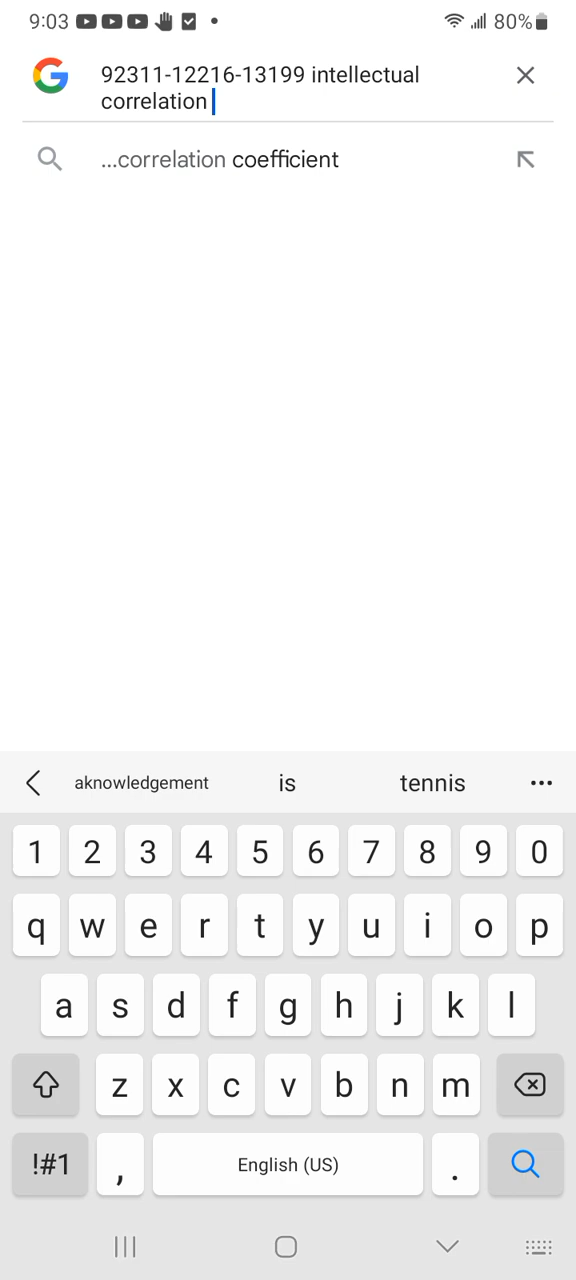 9:03
80%
92311-12216-13199 intellectual
correlation
...correlation coefficient
aknowledgement is tennis
1 2 3 4 5 6 7 8 9 0
q w e r t y u i o p
a s d f g h j k l
z x c v b n m
!#1 , English (US) .